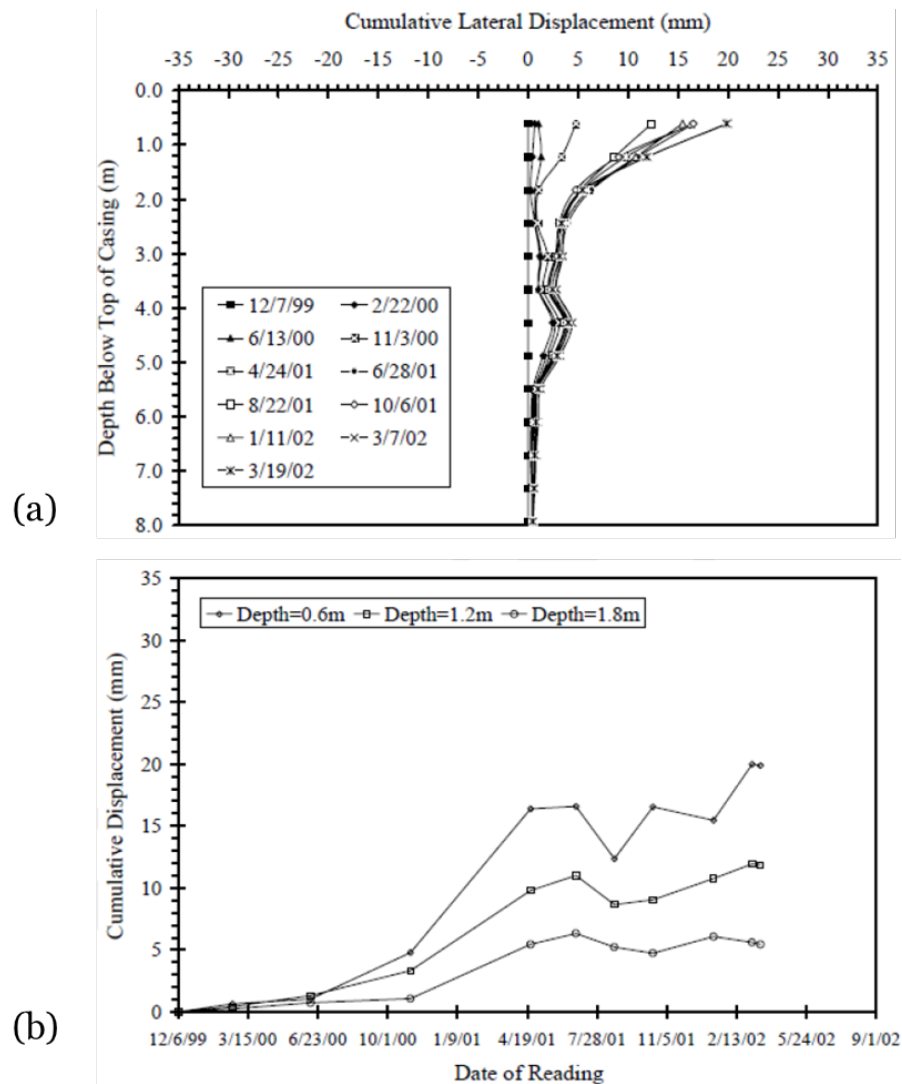 Cumulative Lateral Displacement (mm)
-35 -30 -25 -20 -15 -10 -5 0 5 10 15 20 25 30 35
0.0
1.0
2.0
3.0
4.0
5.0
6.0
7.0
8.0
Depth Below Top of Casing (m)
12/7/99 2/22/00
6/13/00 11/3/00
4/24/01 6/28/01
8/22/01 10/6/01
1/11/02 3/7/02
3/19/02
(a)
35
30
25
20
15
10
5
0
Cumulative Displacement (mm)
Depth=0.6m Depth=1.2m Depth=1.8m
12/6/99 3/15/00 6/23/00 10/1/00 1/9/01 4/19/01 7/28/01 11/5/01 2/13/02 5/24/02 9/1/02
Date of Reading
(b)